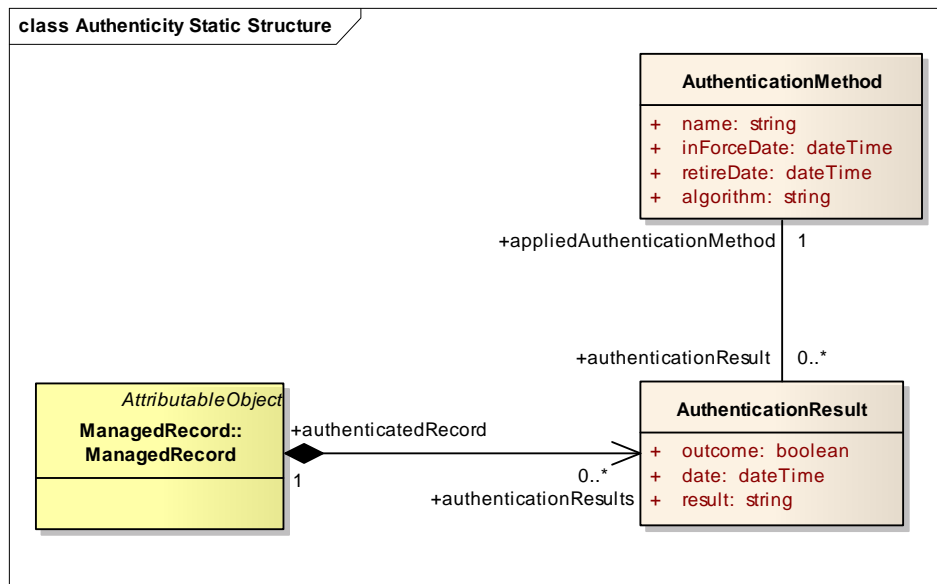 class Authenticity Static Structure
AuthenticationMethod
+ name: string
+ inForceDate: dateTime
+ retireDate: dateTime
+ algorithm: string
+appliedAuthenticationMethod 1
+authenticationResult 0..*
AttributableObject
ManagedRecord::
ManagedRecord
+authenticatedRecord
1
0..*
+authenticationResults
AuthenticationResult
+ outcome: boolean
+ date: dateTime
+ result: string